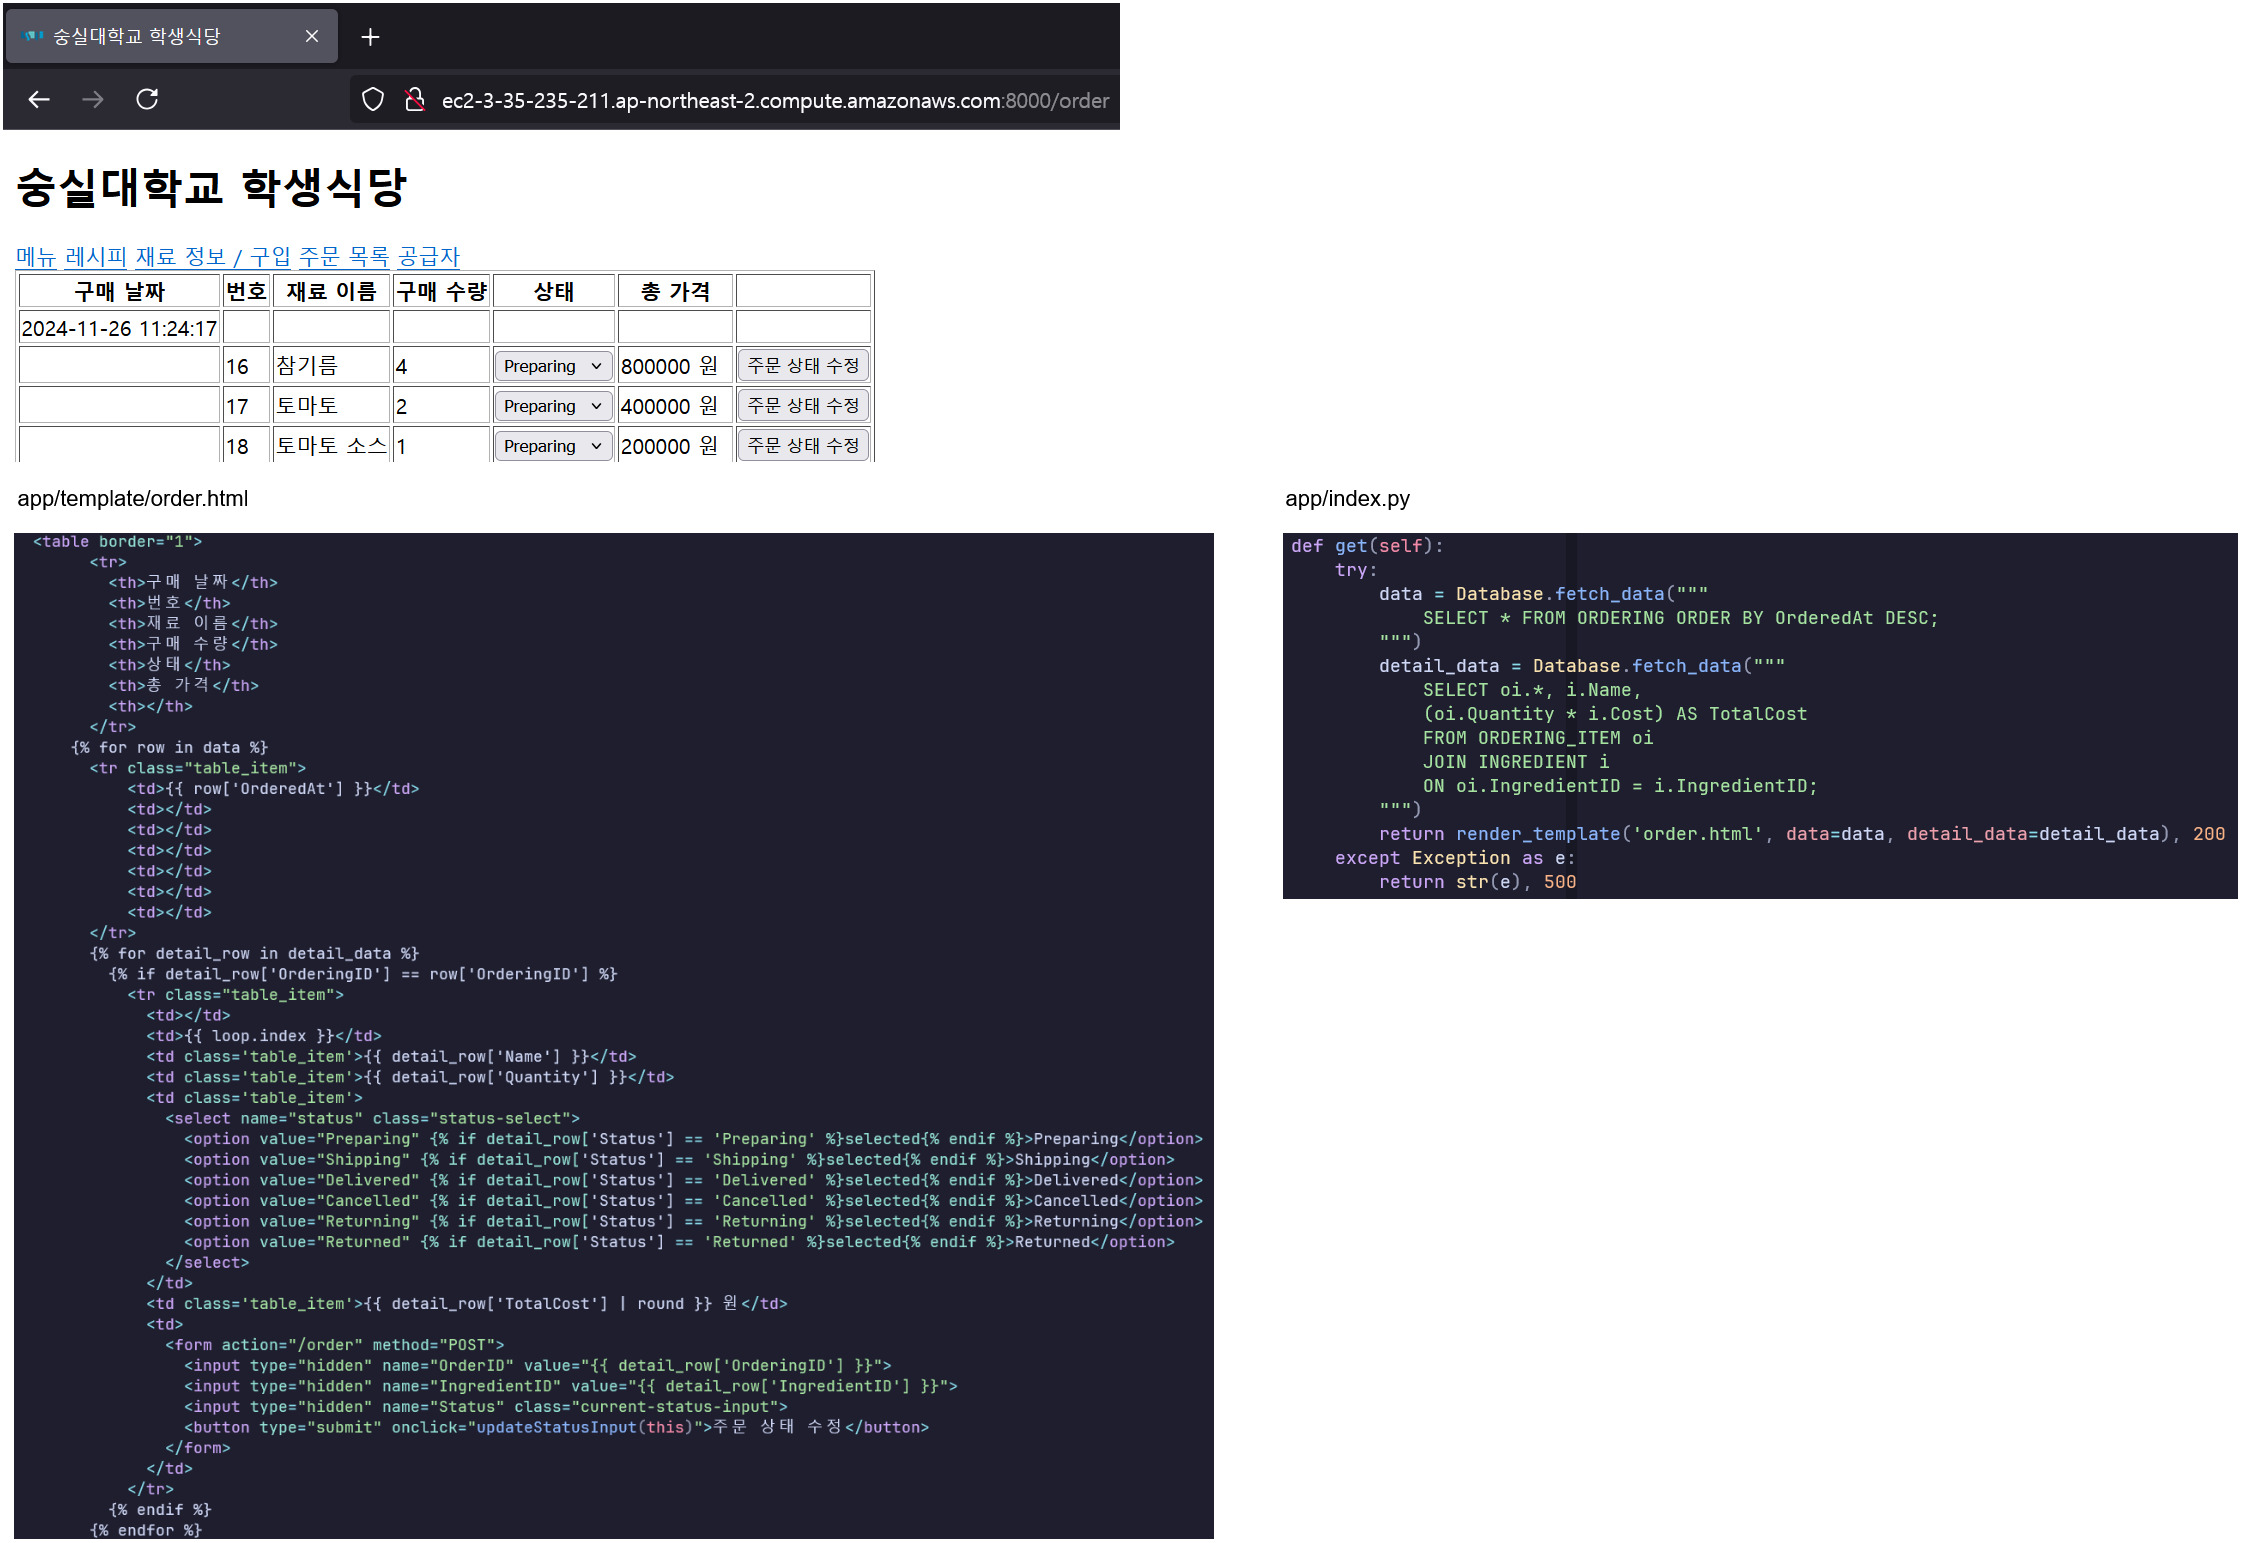 숭실대학교 학생식당
ec2-3-35-235-211.ap-northeast-2.compute.amazonaws.com:8000/order
숭실대학교 학생식당
메뉴 레시피 재료 정보 / 구입 주문 목록 공급자
구매 날짜 번호 재료 이름 구매 수량 상태 총 가격
2024-11-26 11:24:17
16 참기름 4 Preparing 800000 원 주문 상태 수정
17 토마토 2 Preparing 400000 원 주문 상태 수정
18 토마토 소스 1 Preparing 200000 원 주문 상태 수정
app/template/order.html
<table border="1">
<tr>
<th>구매 날짜</th>
<th>번호</th>
<th>재료 이름</th>
<th>구매 수량</th>
<th>상태</th>
<th>총 가격</th>
<th></th>
</tr>
{% for row in data %}
<tr class="table_item">
<td>{{ row['OrderedAt'] }}</td>
<td></td>
<td></td>
<td></td>
<td></td>
<td></td>
<td></td>
</tr>
{% for detail_row in detail_data %}
{% if detail_row['OrderingID'] == row['OrderingID'] %}
<tr class="table_item">
<td></td>
<td>{{ loop.index }}</td>
<td class='table_item'>{{ detail_row['Name'] }}</td>
<td class='table_item'>{{ detail_row['Quantity'] }}</td>
<td class='table_item'>
<select name="status" class="status-select">
<option value="Preparing" {% if detail_row['Status'] == 'Preparing' %}selected{% endif %}>Preparing</option>
<option value="Shipping" {% if detail_row['Status'] == 'Shipping' %}selected{% endif %}>Shipping</option>
<option value="Delivered" {% if detail_row['Status'] == 'Delivered' %}selected{% endif %}>Delivered</option>
<option value="Cancelled" {% if detail_row['Status'] == 'Cancelled' %}selected{% endif %}>Cancelled</option>
<option value="Returning" {% if detail_row['Status'] == 'Returning' %}selected{% endif %}>Returning</option>
<option value="Returned" {% if detail_row['Status'] == 'Returned' %}selected{% endif %}>Returned</option>
</select>
</td>
<td class='table_item'>{{ detail_row['TotalCost'] | round }} 원</td>
<td>
<form action="/order" method="POST">
<input type="hidden" name="OrderID" value="{{ detail_row['OrderingID'] }}">
<input type="hidden" name="IngredientID" value="{{ detail_row['IngredientID'] }}">
<input type="hidden" name="Status" class="current-status-input">
<button type="submit" onclick="updateStatusInput(this)">주문 상태 수정</button>
</form>
</td>
</tr>
{% endif %}
{% endfor %}
app/index.py
def get(self):
try:
data = Database.fetch_data("""
SELECT * FROM ORDERING ORDER BY OrderedAt DESC;
""")
detail_data = Database.fetch_data("""
SELECT oi.*, i.Name,
(oi.Quantity * i.Cost) AS TotalCost
FROM ORDERING_ITEM oi
JOIN INGREDIENT i
ON oi.IngredientID = i.IngredientID;
""")
return render_template('order.html', data=data, detail_data=detail_data), 200
except Exception as e:
return str(e), 500